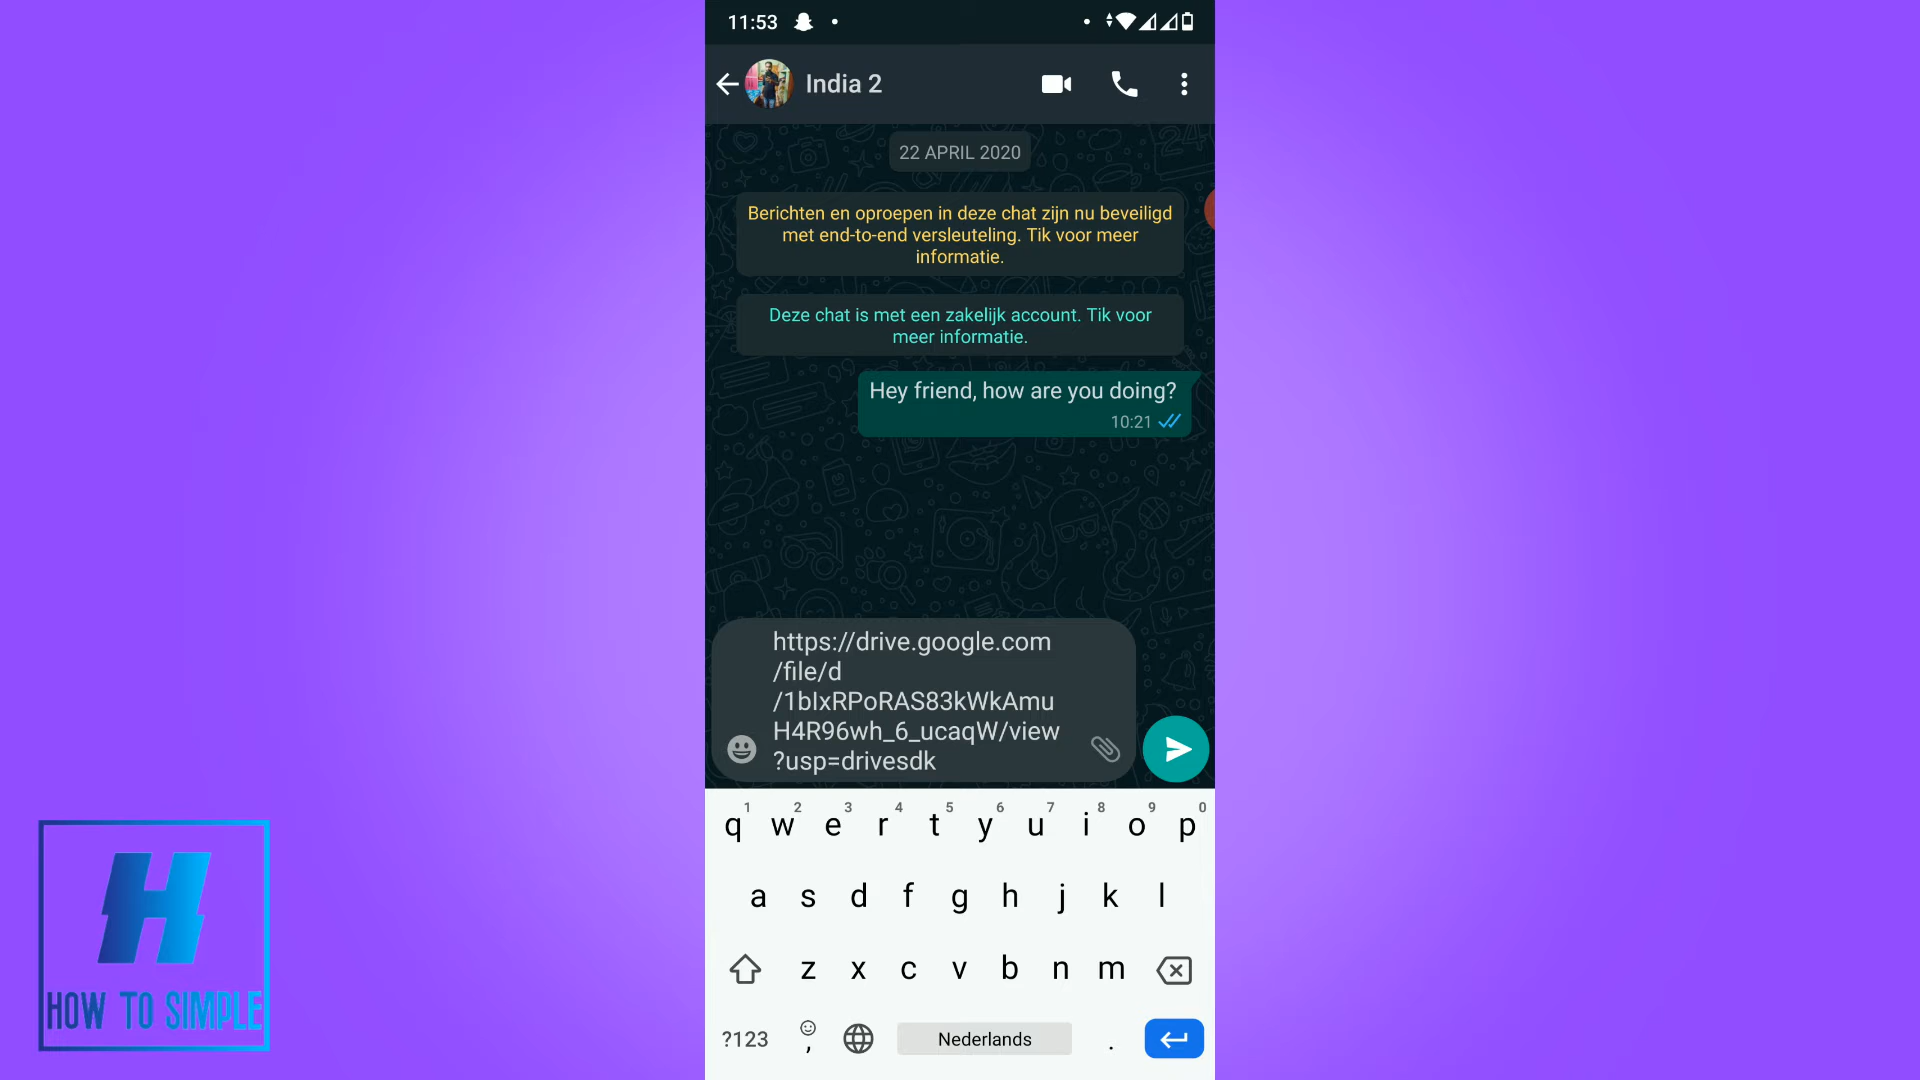 11:53
India 2
22 APRIL 2020
Berichten en oproepen in deze chat zijn nu beveiligd
met end-to-end versleuteling. Tik voor meer
informatie.
Deze chat is met een zakelijk account. Tik voor
meer informatie.
Hey friend, how are you doing?
10:21
https://drive.google.com
/file/d
/1bIxRPoRAS83kWkAmu
H4R96wh_6_ucaqW/view
?usp=drivesdk
1 2 3 4 5 6 7 8 9 0
q w e r t y u i o p
a s d f g h j k l
z x c v b n m
?123 , Nederlands .
H
HOW TO SIMPLE